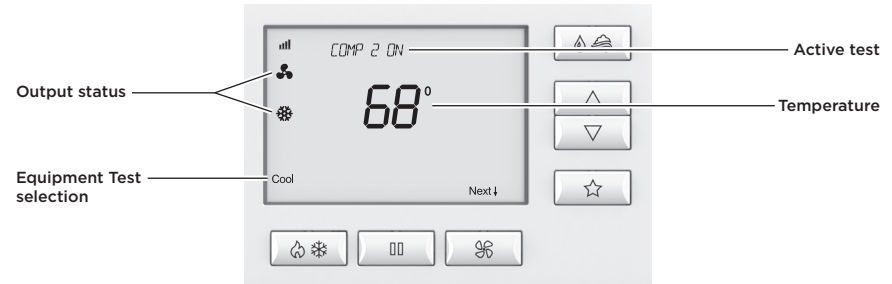 COMP 2 ON
Active test
Output status
68°
Temperature
Equipment Test
selection
Cool
Next↓